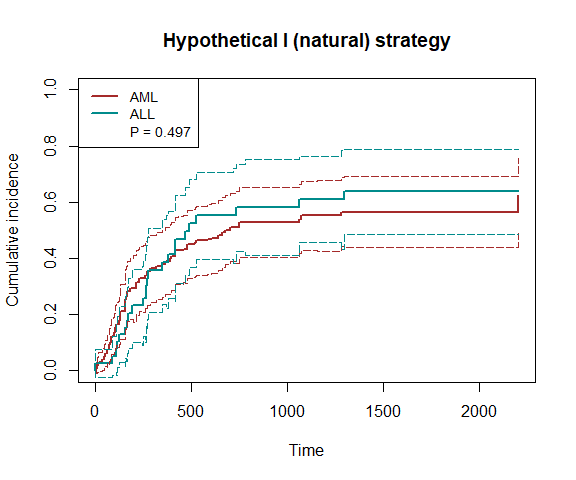 Hypothetical I (natural) strategy
AML
ALL
P = 0.497
Cumulative incidence
0.0
0.2
0.4
0.6
0.8
1.0
0
500
1000
1500
2000
Time